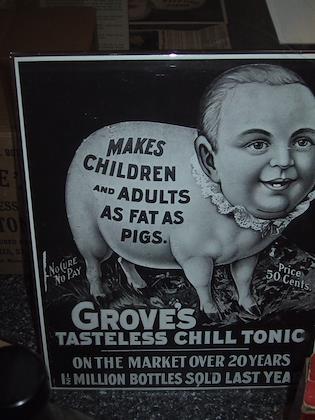 MAKES
CHILDREN
AND ADULTS
AS FAT AS
PIGS.
NO CURE
NO PAY
Price
50 Cents.
GROVE'S
TASTELESS CHILL TONIC
ON THE MARKET OVER 20 YEARS
1½ MILLION BOTTLES SOLD LAST YEA